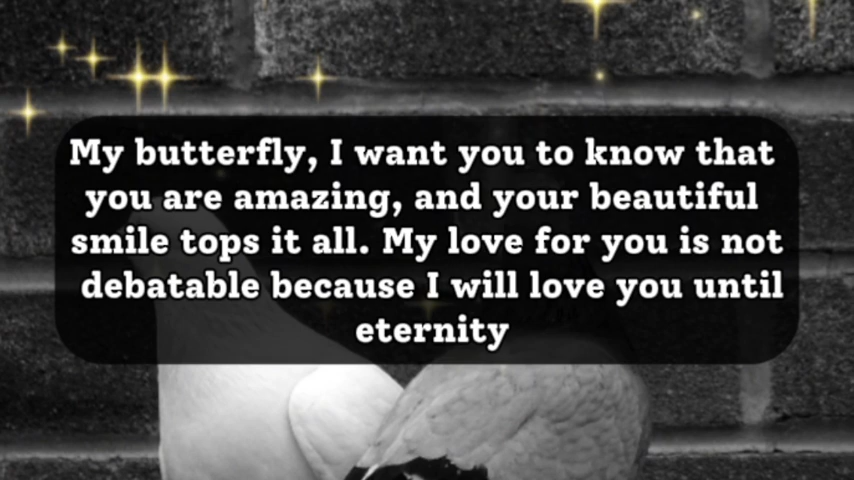 My butterfly, I want you to know that
you are amazing, and your beautiful
smile tops it all. My love for you is not
debatable because I will love you until
eternity